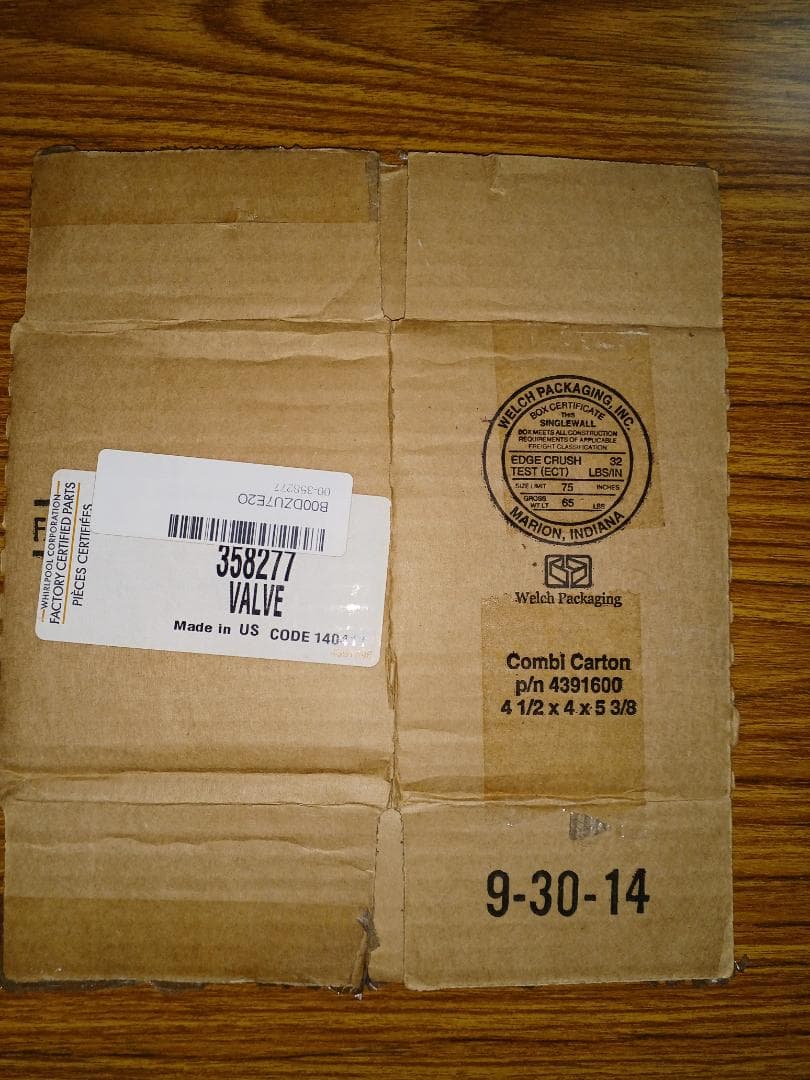 WHIRLPOOL CORPORATION
FACTORY CERTIFIED PARTS
PIÈCES CERTIFIÉES
00-358277
B00DZU7E2O
358277
VALVE
Made in US CODE 1404
WELCH PACKAGING, INC.
BOX CERTIFICATE
THIS
SINGLEWALL
BOX MEETS ALL CONSTRUCTION
REQUIREMENTS OF APPLICABLE
FREIGHT CLASSIFICATION
EDGE CRUSH 32
TEST (ECT) LBS/IN
SIZE LIMIT 75 INCHES
GROSS
WT LT 65 LBS
MARION, INDIANA
Welch Packaging
Combi Carton
p/n 4391600
4 1/2 x 4 x 5 3/8
9-30-14